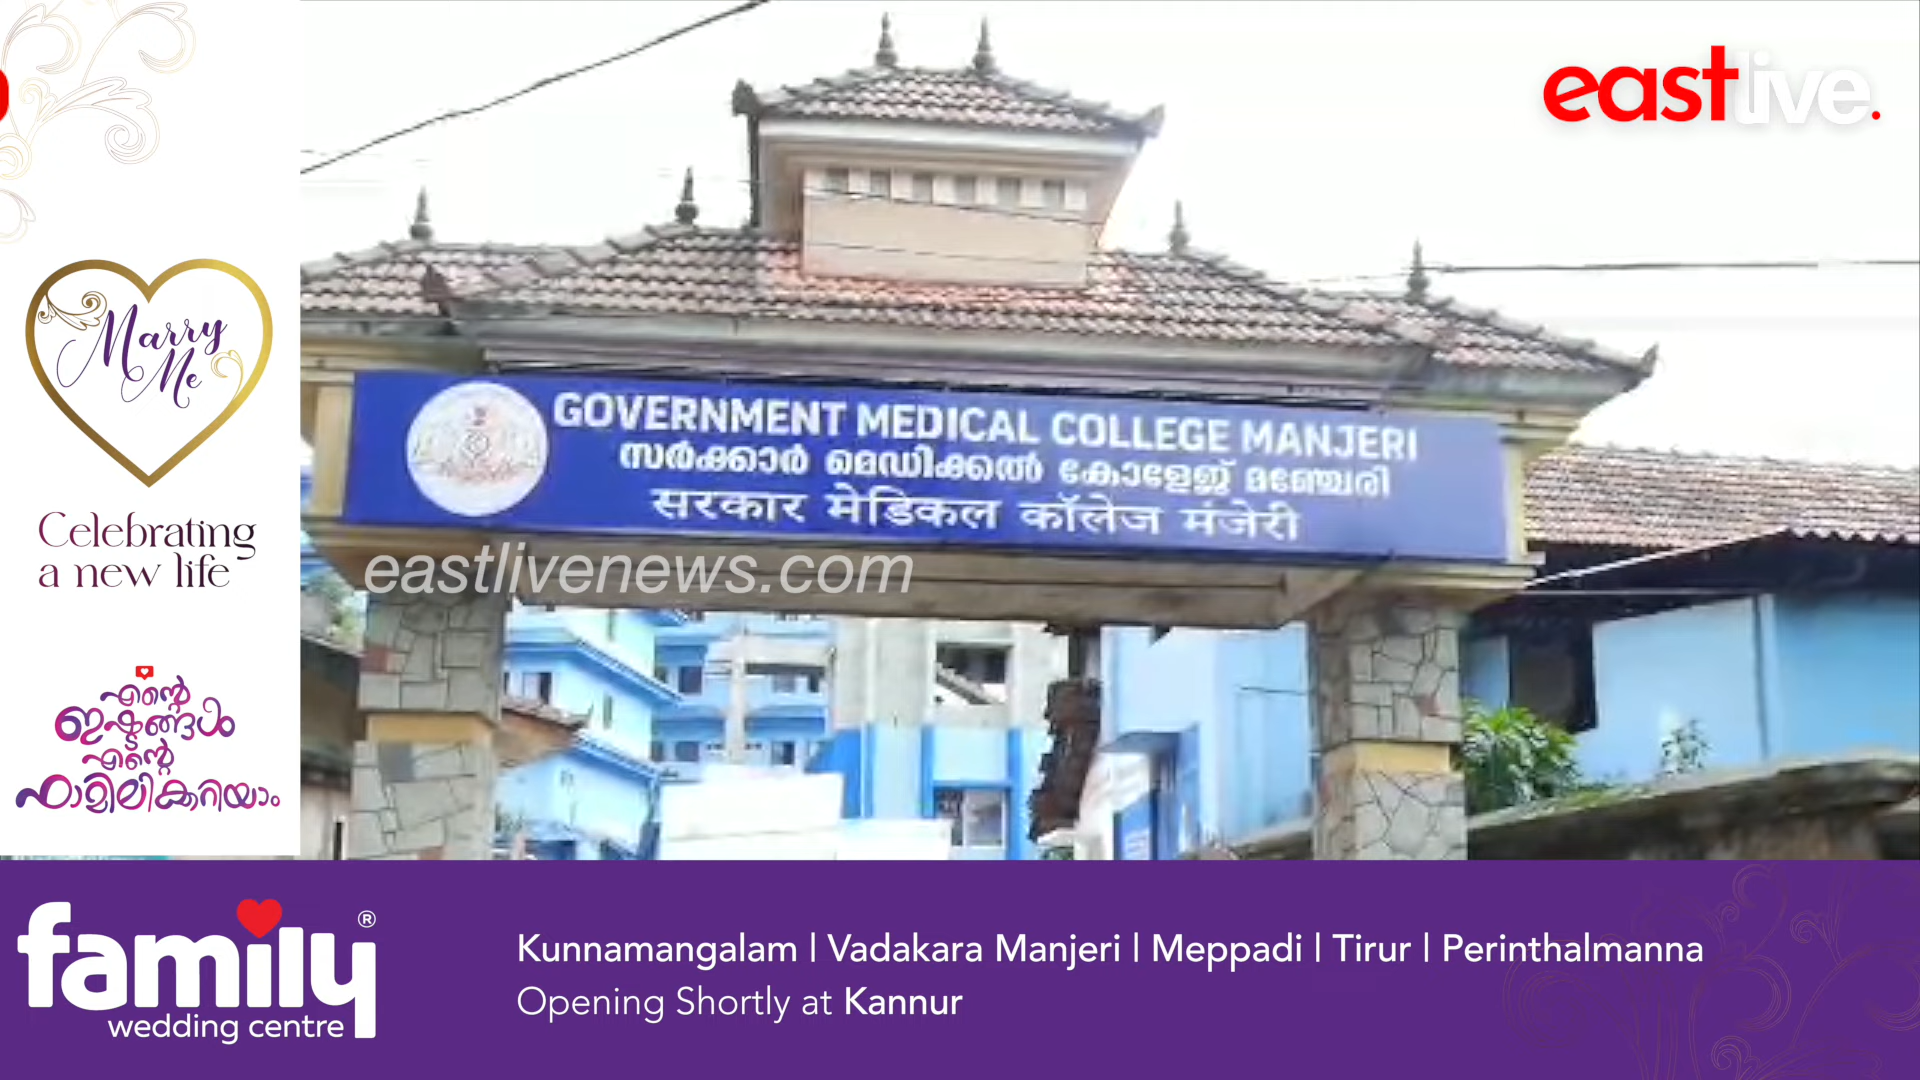 eastlive.
Marry
Me
Celebrating
a new life
എന്റെ
ഇഷ്ടങ്ങൾ
എന്റെ
ഫാമിലിക്കറിയാം
GOVERNMENT MEDICAL COLLEGE MANJERI
സർക്കാർ മെഡിക്കൽ കോളേജ് മഞ്ചേരി
सरकार मेडिकल कॉलेज मंजेरी
eastlivenews.com
family®
wedding centre
Kunnamangalam | Vadakara Manjeri | Meppadi | Tirur | Perinthalmanna
Opening Shortly at Kannur